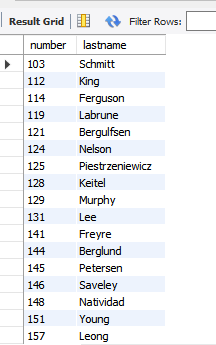 Result Grid Filter Rows:
number lastname
103 Schmitt
112 King
114 Ferguson
119 Labrune
121 Bergulfsen
124 Nelson
125 Piestrzeniewicz
128 Keitel
129 Murphy
131 Lee
141 Freyre
144 Berglund
145 Petersen
146 Saveley
148 Natividad
151 Young
157 Leong